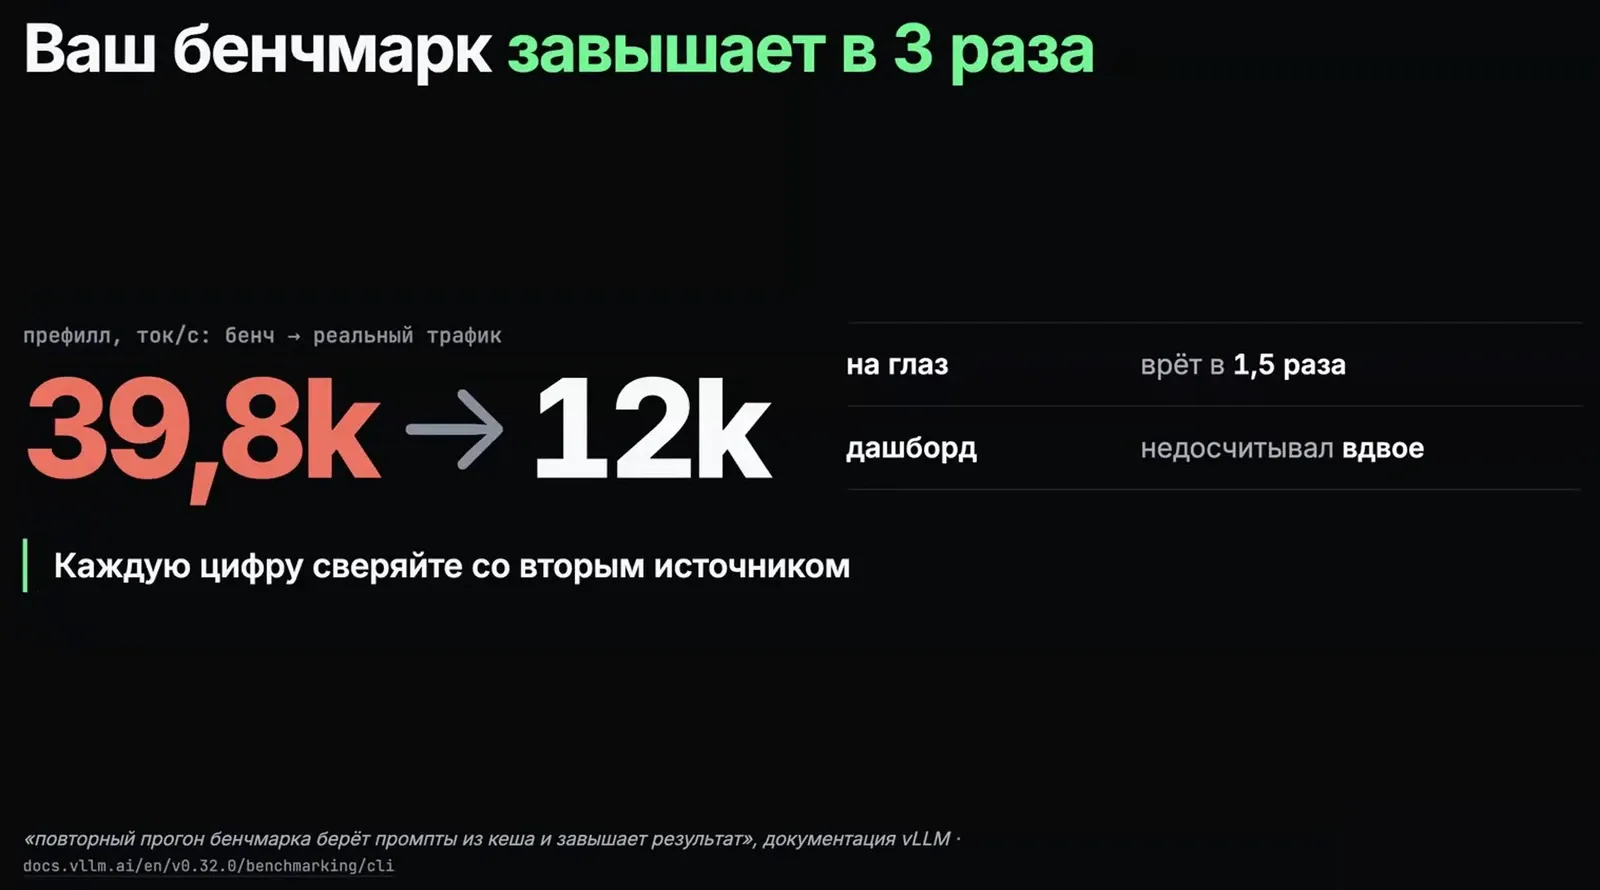 Ваш бенчмарк завышает в 3 раза
префилл, ток/с: бенч → реальный трафик
39,8k → 12k
на глаз врёт в 1,5 раза
дашборд недосчитывал вдвое
Каждую цифру сверяйте со вторым источником
«повторный прогон бенчмарка берёт промпты из кеша и завышает результат», документация vLLM ·
docs.vllm.ai/en/v0.32.0/benchmarking/cli